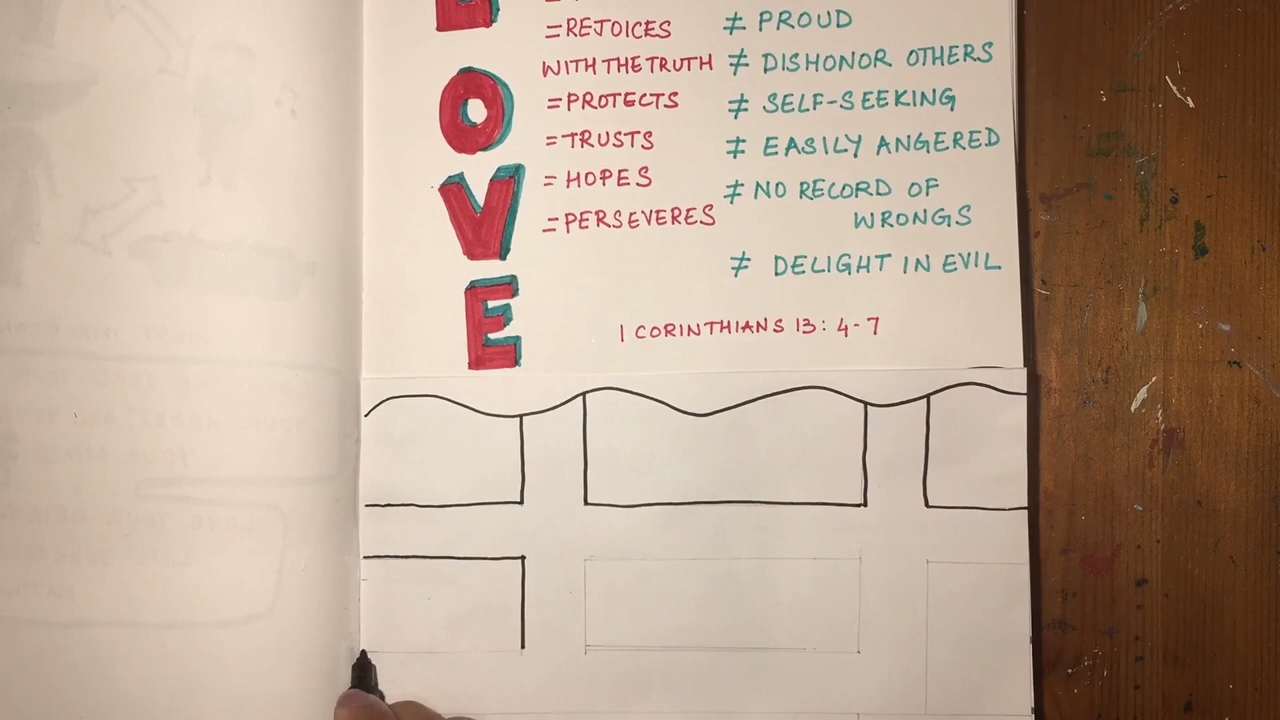 LOVE
=REJOICES
WITH THE TRUTH
=PROTECTS
=TRUSTS
=HOPES
=PERSEVERES
≠ PROUD
≠ DISHONOR OTHERS
≠ SELF-SEEKING
≠ EASILY ANGERED
≠ NO RECORD OF
WRONGS
≠ DELIGHT IN EVIL
1 CORINTHIANS 13: 4-7